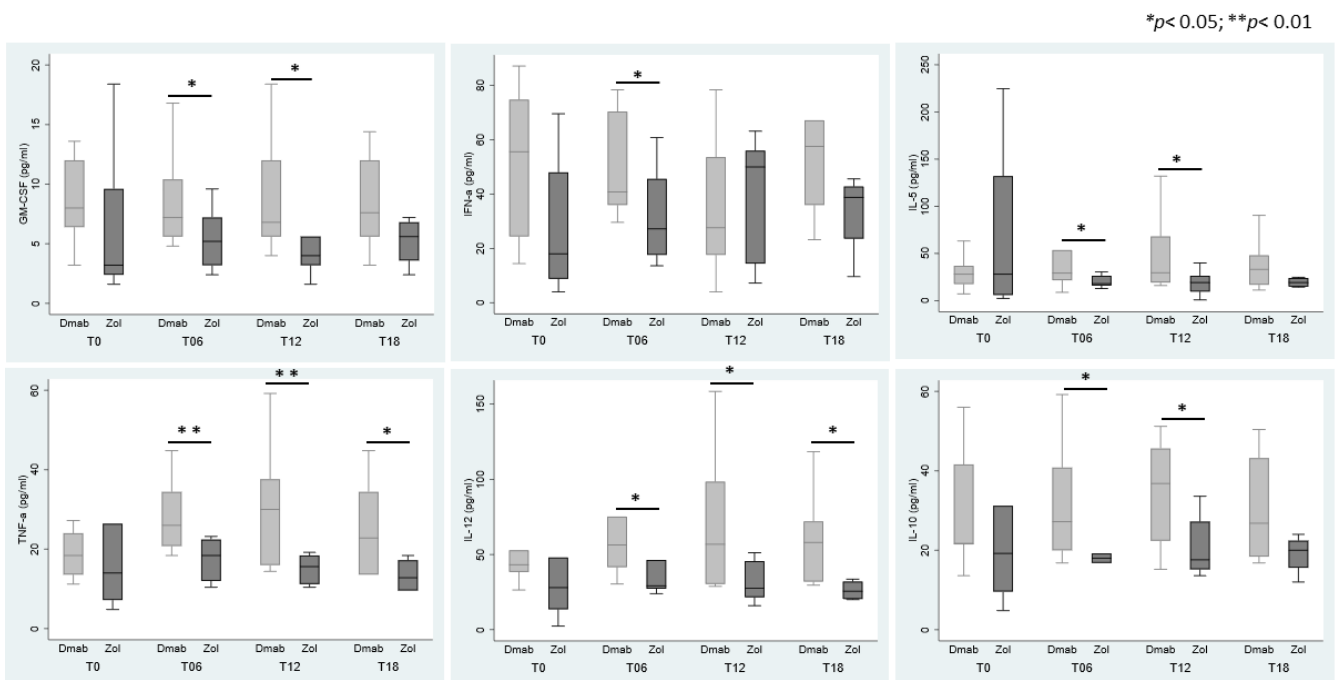 *p< 0.05; **p< 0.01
GM-CSF (pg/ml)
20
15
10
5
0
* *
Dmab Zol Dmab Zol Dmab Zol Dmab Zol
T0 T06 T12 T18
IFN-a (pg/ml)
80
60
40
20
0
*
Dmab Zol Dmab Zol Dmab Zol Dmab Zol
T0 T06 T12 T18
IL-5 (pg/ml)
250
200
150
100
50
0
* *
Dmab Zol Dmab Zol Dmab Zol Dmab Zol
T0 T06 T12 T18
TNF-a (pg/ml)
60
40
20
0
** ** *
Dmab Zol Dmab Zol Dmab Zol Dmab Zol
T0 T06 T12 T18
IL-12 (pg/ml)
150
100
50
0
* * *
Dmab Zol Dmab Zol Dmab Zol Dmab Zol
T0 T06 T12 T18
IL-10 (pg/ml)
60
40
20
0
* *
Dmab Zol Dmab Zol Dmab Zol Dmab Zol
T0 T06 T12 T18